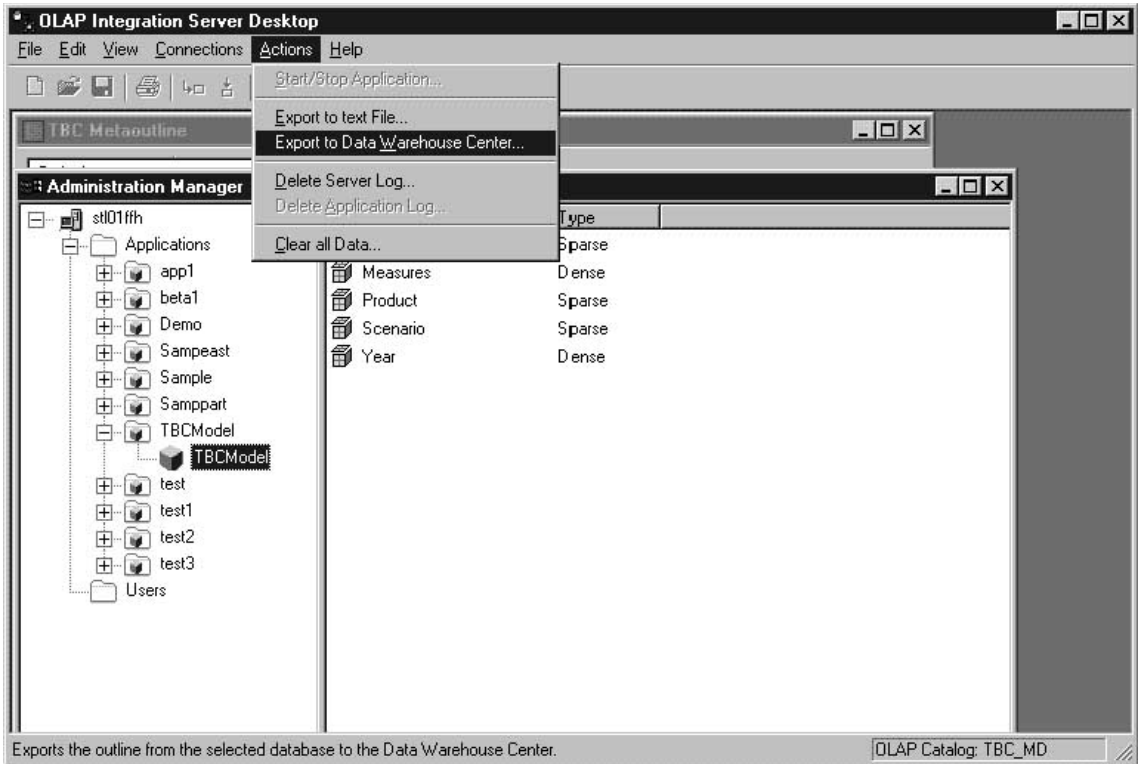 OLAP Integration Server Desktop
File Edit View Connections Actions Help
Start/Stop Application...
Export to text File...
TBC Metaoutline
Export to Data Warehouse Center...
Administration Manager
Delete Server Log...
Delete Application Log...
Clear all Data...
stl01ffh
Type
Applications
Sparse
app1
Measures Dense
beta1
Product Sparse
Demo
Scenario Sparse
Sampeast
Year Dense
Sample
Samppart
TBCModel
TBCModel
test
test1
test2
test3
Users
Exports the outline from the selected database to the Data Warehouse Center.
OLAP Catalog: TBC_MD